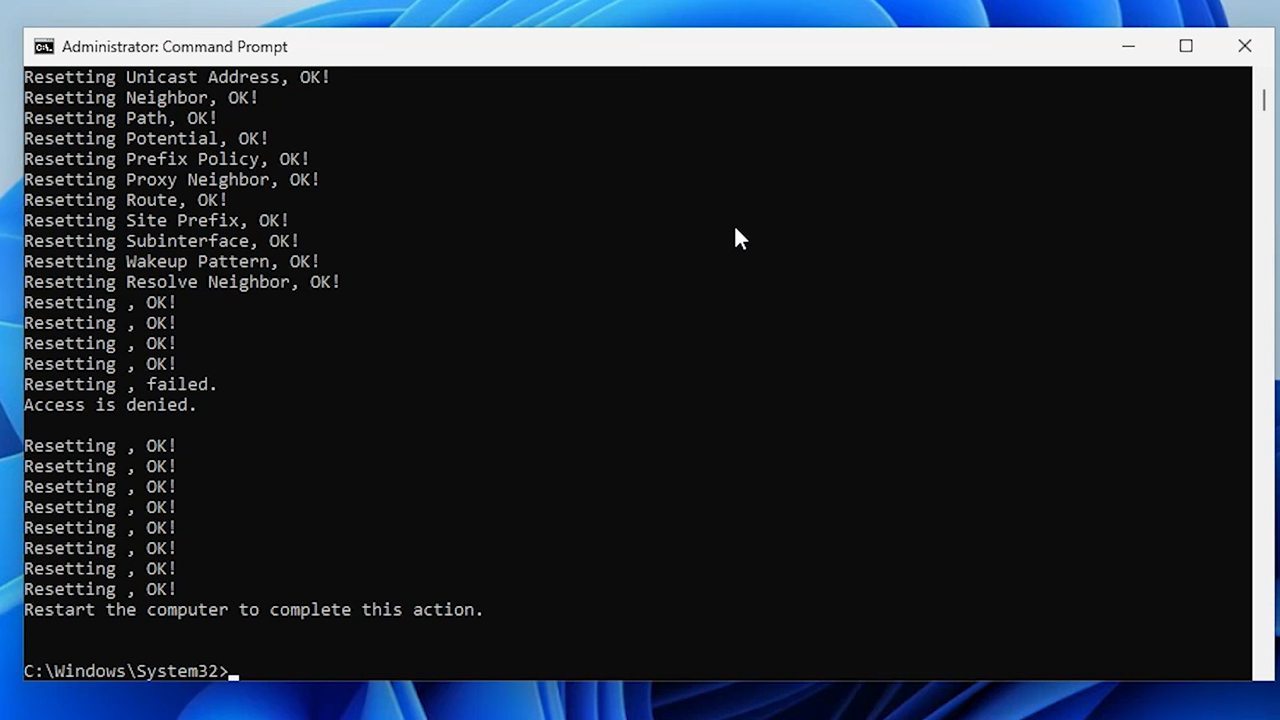 Administrator: Command Prompt
Resetting Unicast Address, OK!
Resetting Neighbor, OK!
Resetting Path, OK!
Resetting Potential, OK!
Resetting Prefix Policy, OK!
Resetting Proxy Neighbor, OK!
Resetting Route, OK!
Resetting Site Prefix, OK!
Resetting Subinterface, OK!
Resetting Wakeup Pattern, OK!
Resetting Resolve Neighbor, OK!
Resetting , OK!
Resetting , OK!
Resetting , OK!
Resetting , OK!
Resetting , failed.
Access is denied.
Resetting , OK!
Resetting , OK!
Resetting , OK!
Resetting , OK!
Resetting , OK!
Resetting , OK!
Resetting , OK!
Resetting , OK!
Restart the computer to complete this action.
C:\Windows\System32>